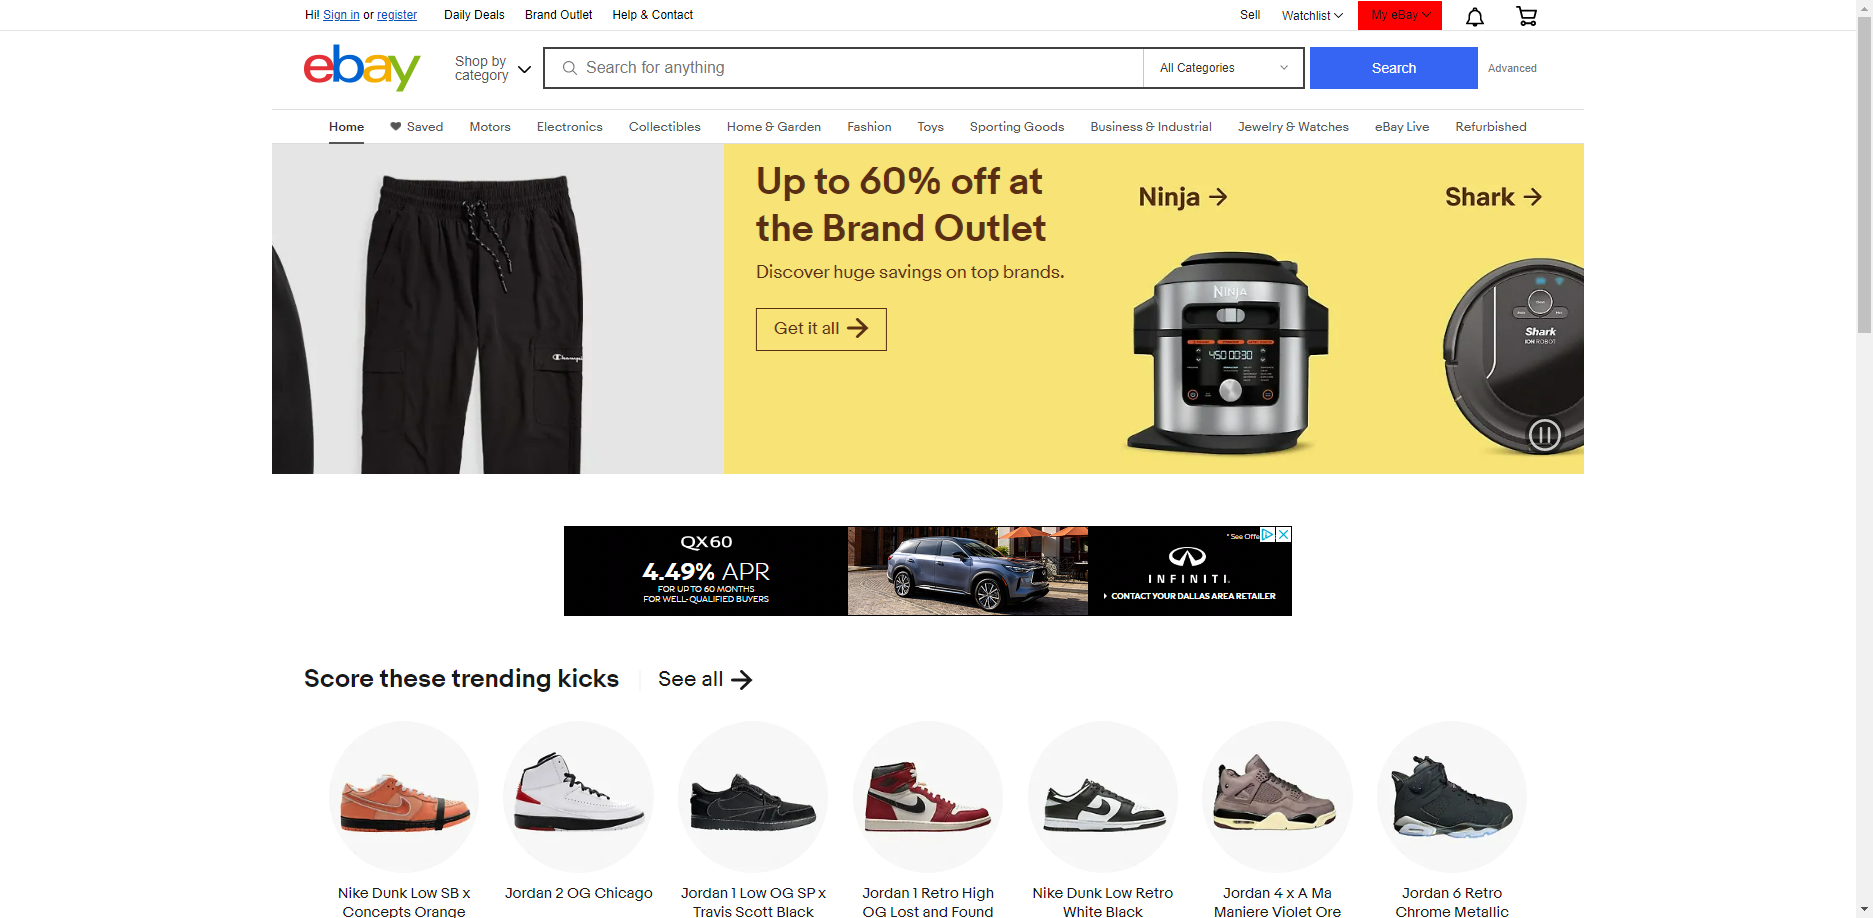 Hi! Sign in or register Daily Deals Brand Outlet Help & Contact Sell Watchlist My eBay
ebay Shop by category Search for anything All Categories Search Advanced
Home Saved Motors Electronics Collectibles Home & Garden Fashion Toys Sporting Goods Business & Industrial Jewelry & Watches eBay Live Refurbished
Up to 60% off at
the Brand Outlet
Discover huge savings on top brands.
Get it all
Ninja
Shark
Champion
NINJA
450 00:30
Shark
ION ROBOT
QX60
4.49% APR
FOR UP TO 60 MONTHS
FOR WELL-QUALIFIED BUYERS
* See Offe
INFINITI
CONTACT YOUR DALLAS AREA RETAILER
Score these trending kicks See all
Nike Dunk Low SB x
Concepts Orange
Jordan 2 OG Chicago
Jordan 1 Low OG SP x
Travis Scott Black
Jordan 1 Retro High
OG Lost and Found
Nike Dunk Low Retro
White Black
Jordan 4 x A Ma
Maniere Violet Ore
Jordan 6 Retro
Chrome Metallic